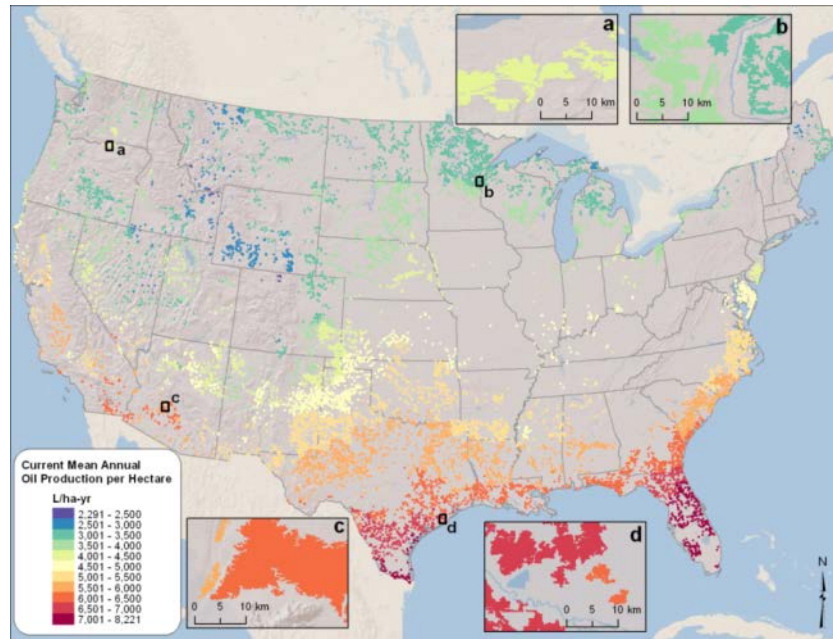 a
b
0 5 10 km
0 5 10 km
a
b
c
d
Current Mean Annual
Oil Production per Hectare
L/ha-yr
2,291 - 2,500
2,501 - 3,000
3,001 - 3,500
3,501 - 4,000
4,001 - 4,500
4,501 - 5,000
5,001 - 5,500
5,501 - 6,000
6,001 - 6,500
6,501 - 7,000
7,001 - 8,221
c
0 5 10 km
d
0 5 10 km
N